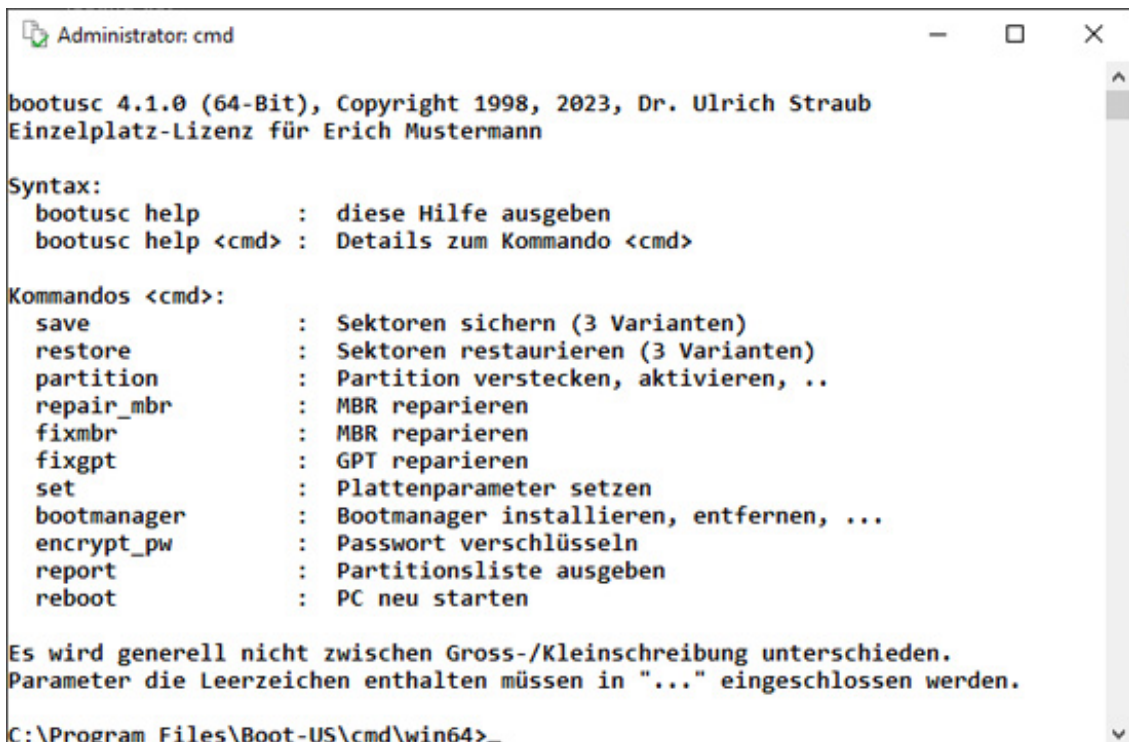 Administrator: cmd
bootusc 4.1.0 (64-Bit), Copyright 1998, 2023, Dr. Ulrich Straub
Einzelplatz-Lizenz für Erich Mustermann
Syntax:
bootusc help : diese Hilfe ausgeben
bootusc help <cmd> : Details zum Kommando <cmd>
Kommandos <cmd>:
save : Sektoren sichern (3 Varianten)
restore : Sektoren restaurieren (3 Varianten)
partition : Partition verstecken, aktivieren, ..
repair_mbr : MBR reparieren
fixmbr : MBR reparieren
fixgpt : GPT reparieren
set : Plattenparameter setzen
bootmanager : Bootmanager installieren, entfernen, ...
encrypt_pw : Passwort verschlüsseln
report : Partitionsliste ausgeben
reboot : PC neu starten
Es wird generell nicht zwischen Gross-/Kleinschreibung unterschieden.
Parameter die Leerzeichen enthalten müssen in "..." eingeschlossen werden.
C:\Program Files\Boot-US\cmd\win64>_